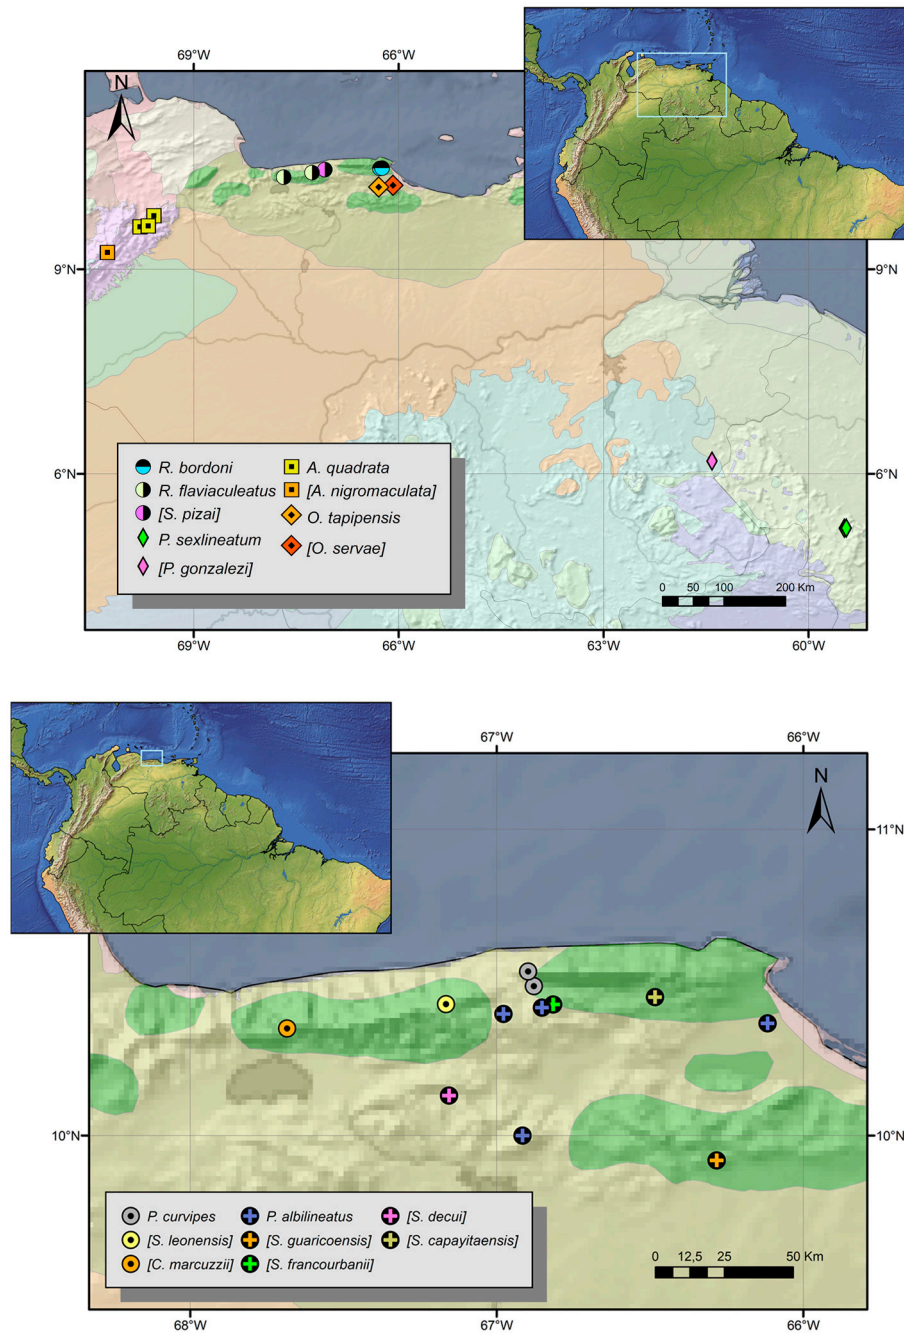 69°W 66°W
N
9°N 9°N
6°N 6°N
R. bordoni
R. flaviaculeatus
[S. pizai]
P. sexlineatum
[P. gonzalezi]
A. quadrata
[A. nigromaculata]
O. tapipensis
[O. servae]
0 50 100 200 Km
69°W 66°W 63°W 60°W
67°W 66°W
N
11°N
10°N 10°N
P. curvipes
[S. leonensis]
[C. marcuzzii]
P. albilineatus
[S. guaricoensis]
[S. francourbanii]
[S. decui]
[S. capayitaensis]
0 12,5 25 50 Km
68°W 67°W 66°W